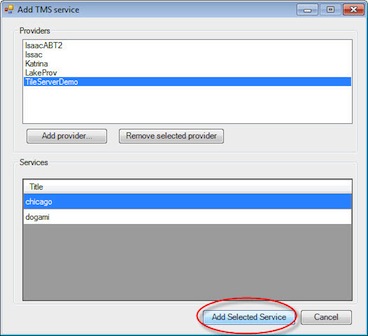 Add TMS service
Providers
IsaacABT2
Issac
Katrina
LakeProv
TileServerDemo
Add provider...
Remove selected provider
Services
Title
chicago
dogami
Add Selected Service
Cancel